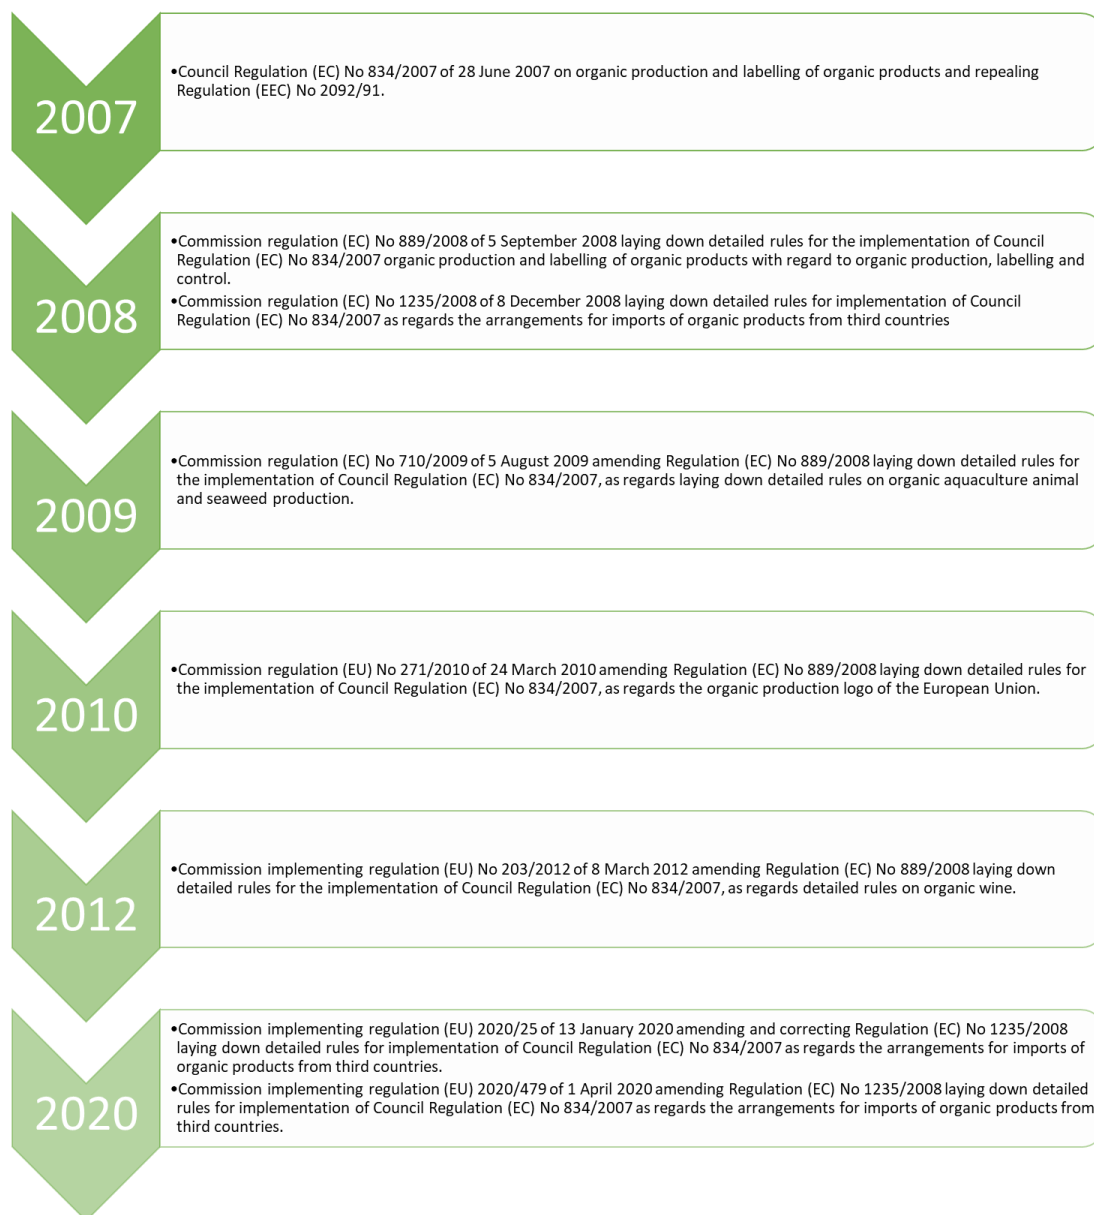 2007
•Council Regulation (EC) No 834/2007 of 28 June 2007 on organic production and labelling of organic products and repealing
Regulation (EEC) No 2092/91.
2008
•Commission regulation (EC) No 889/2008 of 5 September 2008 laying down detailed rules for the implementation of Council
Regulation (EC) No 834/2007 organic production and labelling of organic products with regard to organic production, labelling and
control.
•Commission regulation (EC) No 1235/2008 of 8 December 2008 laying down detailed rules for implementation of Council
Regulation (EC) No 834/2007 as regards the arrangements for imports of organic products from third countries
2009
•Commission regulation (EC) No 710/2009 of 5 August 2009 amending Regulation (EC) No 889/2008 laying down detailed rules for
the implementation of Council Regulation (EC) No 834/2007, as regards laying down detailed rules on organic aquaculture animal
and seaweed production.
2010
•Commission regulation (EU) No 271/2010 of 24 March 2010 amending Regulation (EC) No 889/2008 laying down detailed rules for
the implementation of Council Regulation (EC) No 834/2007, as regards the organic production logo of the European Union.
2012
•Commission implementing regulation (EU) No 203/2012 of 8 March 2012 amending Regulation (EC) No 889/2008 laying down
detailed rules for the implementation of Council Regulation (EC) No 834/2007, as regards detailed rules on organic wine.
2020
•Commission implementing regulation (EU) 2020/25 of 13 January 2020 amending and correcting Regulation (EC) No 1235/2008
laying down detailed rules for implementation of Council Regulation (EC) No 834/2007 as regards the arrangements for imports of
organic products from third countries.
•Commission implementing regulation (EU) 2020/479 of 1 April 2020 amending Regulation (EC) No 1235/2008 laying down detailed
rules for implementation of Council Regulation (EC) No 834/2007 as regards the arrangements for imports of organic products from
third countries.